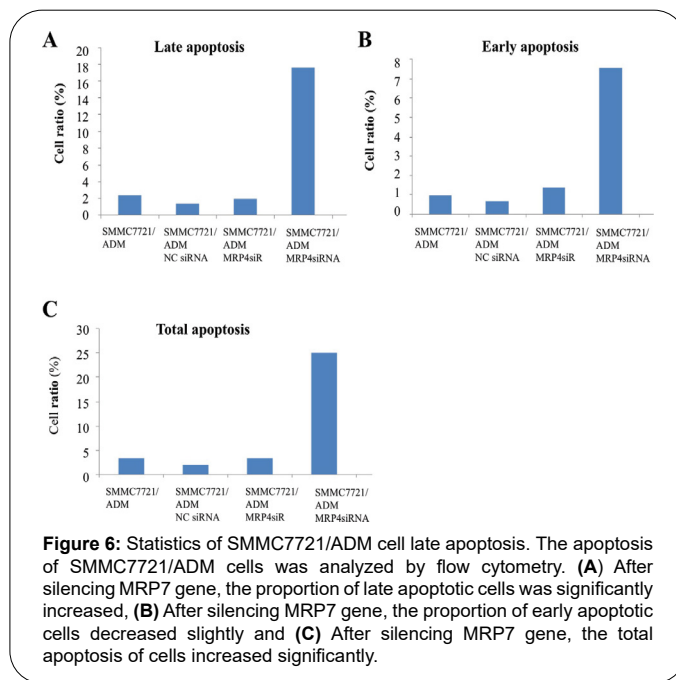 A
Late apoptosis
Cell ratio (%)
20
18
16
14
12
10
8
6
4
2
0
SMMC7721/
ADM
SMMC7721/
ADM
NC siRNA
SMMC7721/
ADM
MRP4siR
SMMC7721/
ADM
MRP4siRNA
B
Early apoptosis
Cell ratio (%)
8
7
6
5
4
3
2
1
0
SMMC7721/
ADM
SMMC7721/
ADM
NC siRNA
SMMC7721/
ADM
MRP4siR
SMMC7721/
ADM
MRP4siRNA
C
Total apoptosis
Cell ratio (%)
30
25
20
15
10
5
0
SMMC7721/
ADM
SMMC7721/
ADM
NC siRNA
SMMC7721/
ADM
MRP4siR
SMMC7721/
ADM
MRP4siRNA
Figure 6: Statistics of SMMC7721/ADM cell late apoptosis. The apoptosis
of SMMC7721/ADM cells was analyzed by flow cytometry. (A) After
silencing MRP7 gene, the proportion of late apoptotic cells was significantly
increased, (B) After silencing MRP7 gene, the proportion of early apoptotic
cells decreased slightly and (C) After silencing MRP7 gene, the total
apoptosis of cells increased significantly.